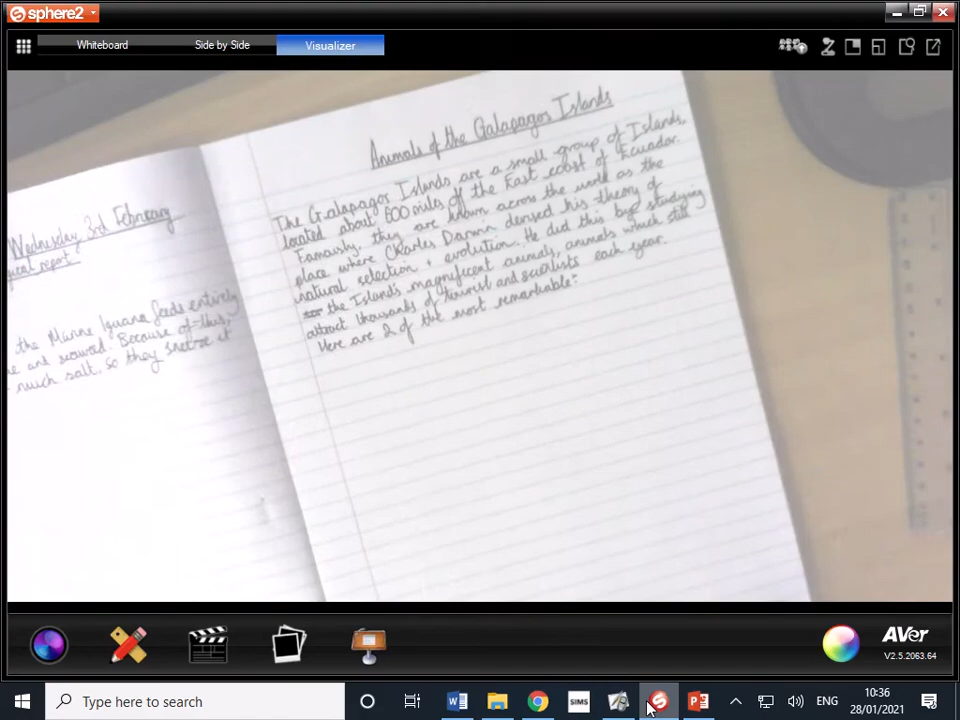 sphere2
Whiteboard
Side by Side
Visualizer
Wednesday 3rd February
report
the Marine Iguana feeds entirely
and seaweed. Because of this,
much salt, so they sneeze it
Animals of the Galapagos Islands
The Galapagos Islands are a small group of Islands,
located about 600 miles off the East coast of Ecuador.
Famously, they are known across the world as the
place where Charles Darwin devised his theory of
natural selection + evolution. He did this by studying
the Island's magnificent animals, animals which still
attract thousands of tourist and scientists each year.
Here are 2 of the most remarkable:
AVer
V2.5.2063.64
Type here to search
SIMS
ENG
10:36
28/01/2021